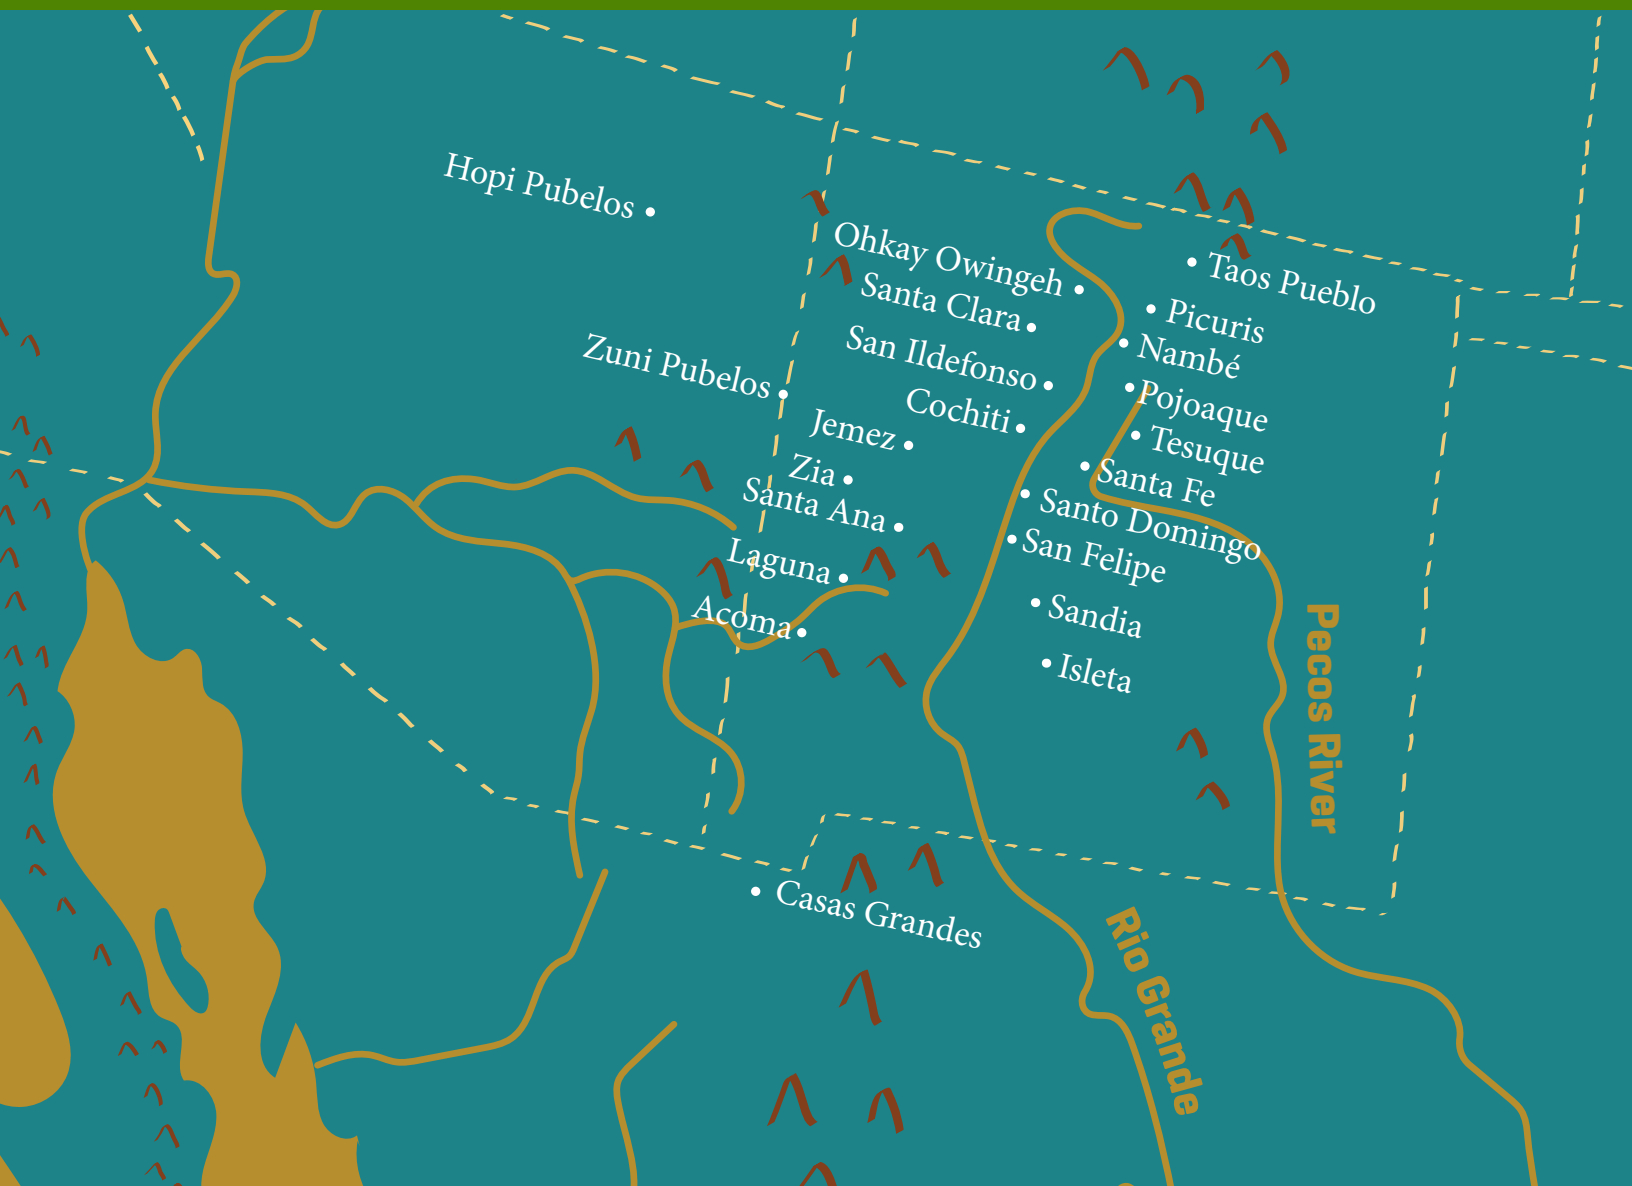 Hopi Pubelos
Ohkay Owingeh
Taos Pueblo
Santa Clara
Picuris
San Ildefonso
Nambé
Zuni Pubelos
Cochiti
Pojoaque
Jemez
Tesuque
Zia
Santa Fe
Santa Ana
Santo Domingo
Laguna
San Felipe
Acoma
Sandia
Isleta
Pecos River
Casas Grandes
Rio Grande